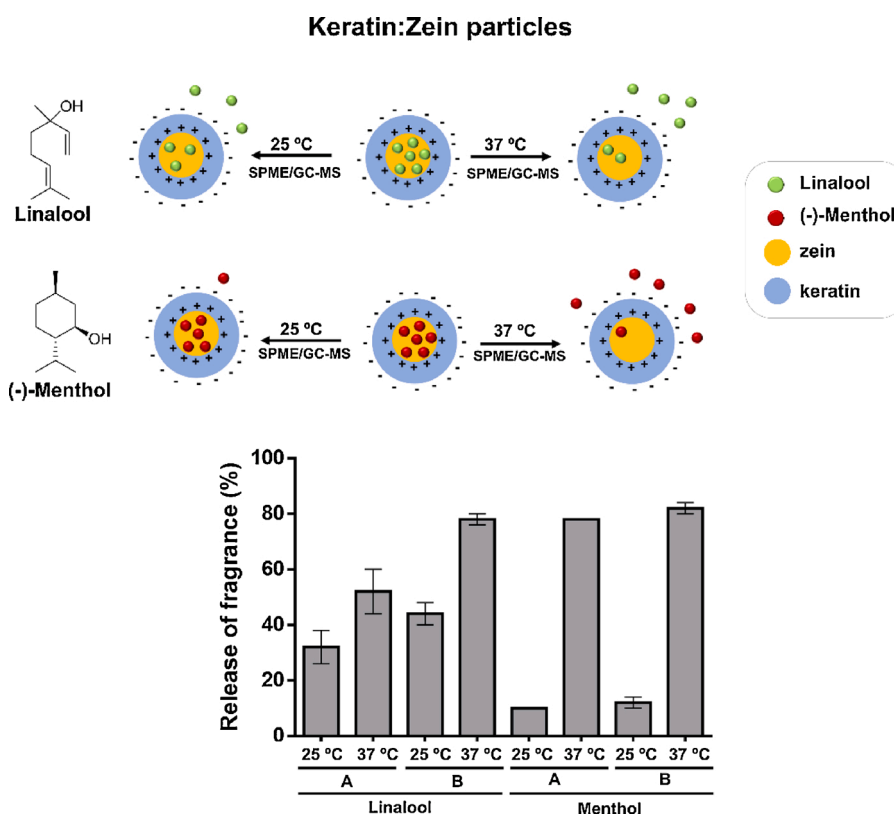 Keratin:Zein particles
OH
Linalool
25 ºC
SPME/GC-MS
37 ºC
SPME/GC-MS
OH
(-)-Menthol
25 ºC
SPME/GC-MS
37 ºC
SPME/GC-MS
Linalool
(-)-Menthol
zein
keratin
Release of fragrance (%)
100
80
60
40
20
0
25 ºC 37 ºC 25 ºC 37 ºC 25 ºC 37 ºC 25 ºC 37 ºC
A B A B
Linalool Menthol